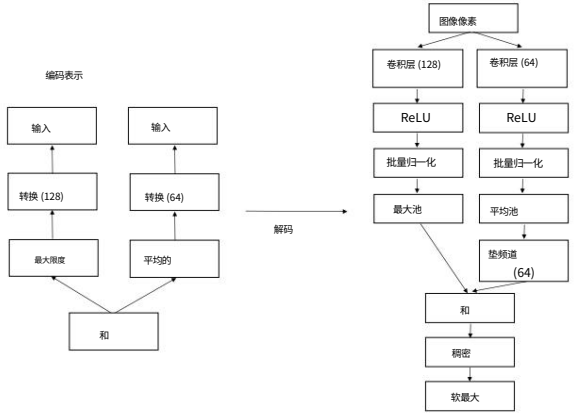 编码表示
输入
输入
转换 (128)
转换 (64)
最大限度
平均的
和
解码
图像像素
卷积层 (128)
卷积层 (64)
ReLU
ReLU
批量归一化
批量归一化
最大池
平均池
垫频道
(64)
和
稠密
软最大